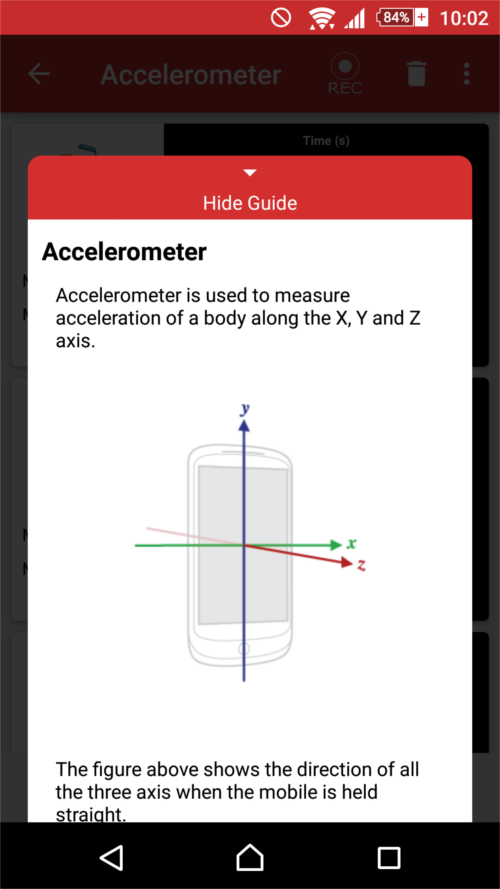 84% 10:02
Accelerometer
REC
Time (s)
Hide Guide
Accelerometer
Accelerometer is used to measure
acceleration of a body along the X, Y and Z
axis.
y
x
z
The figure above shows the direction of all
the three axis when the mobile is held
straight.